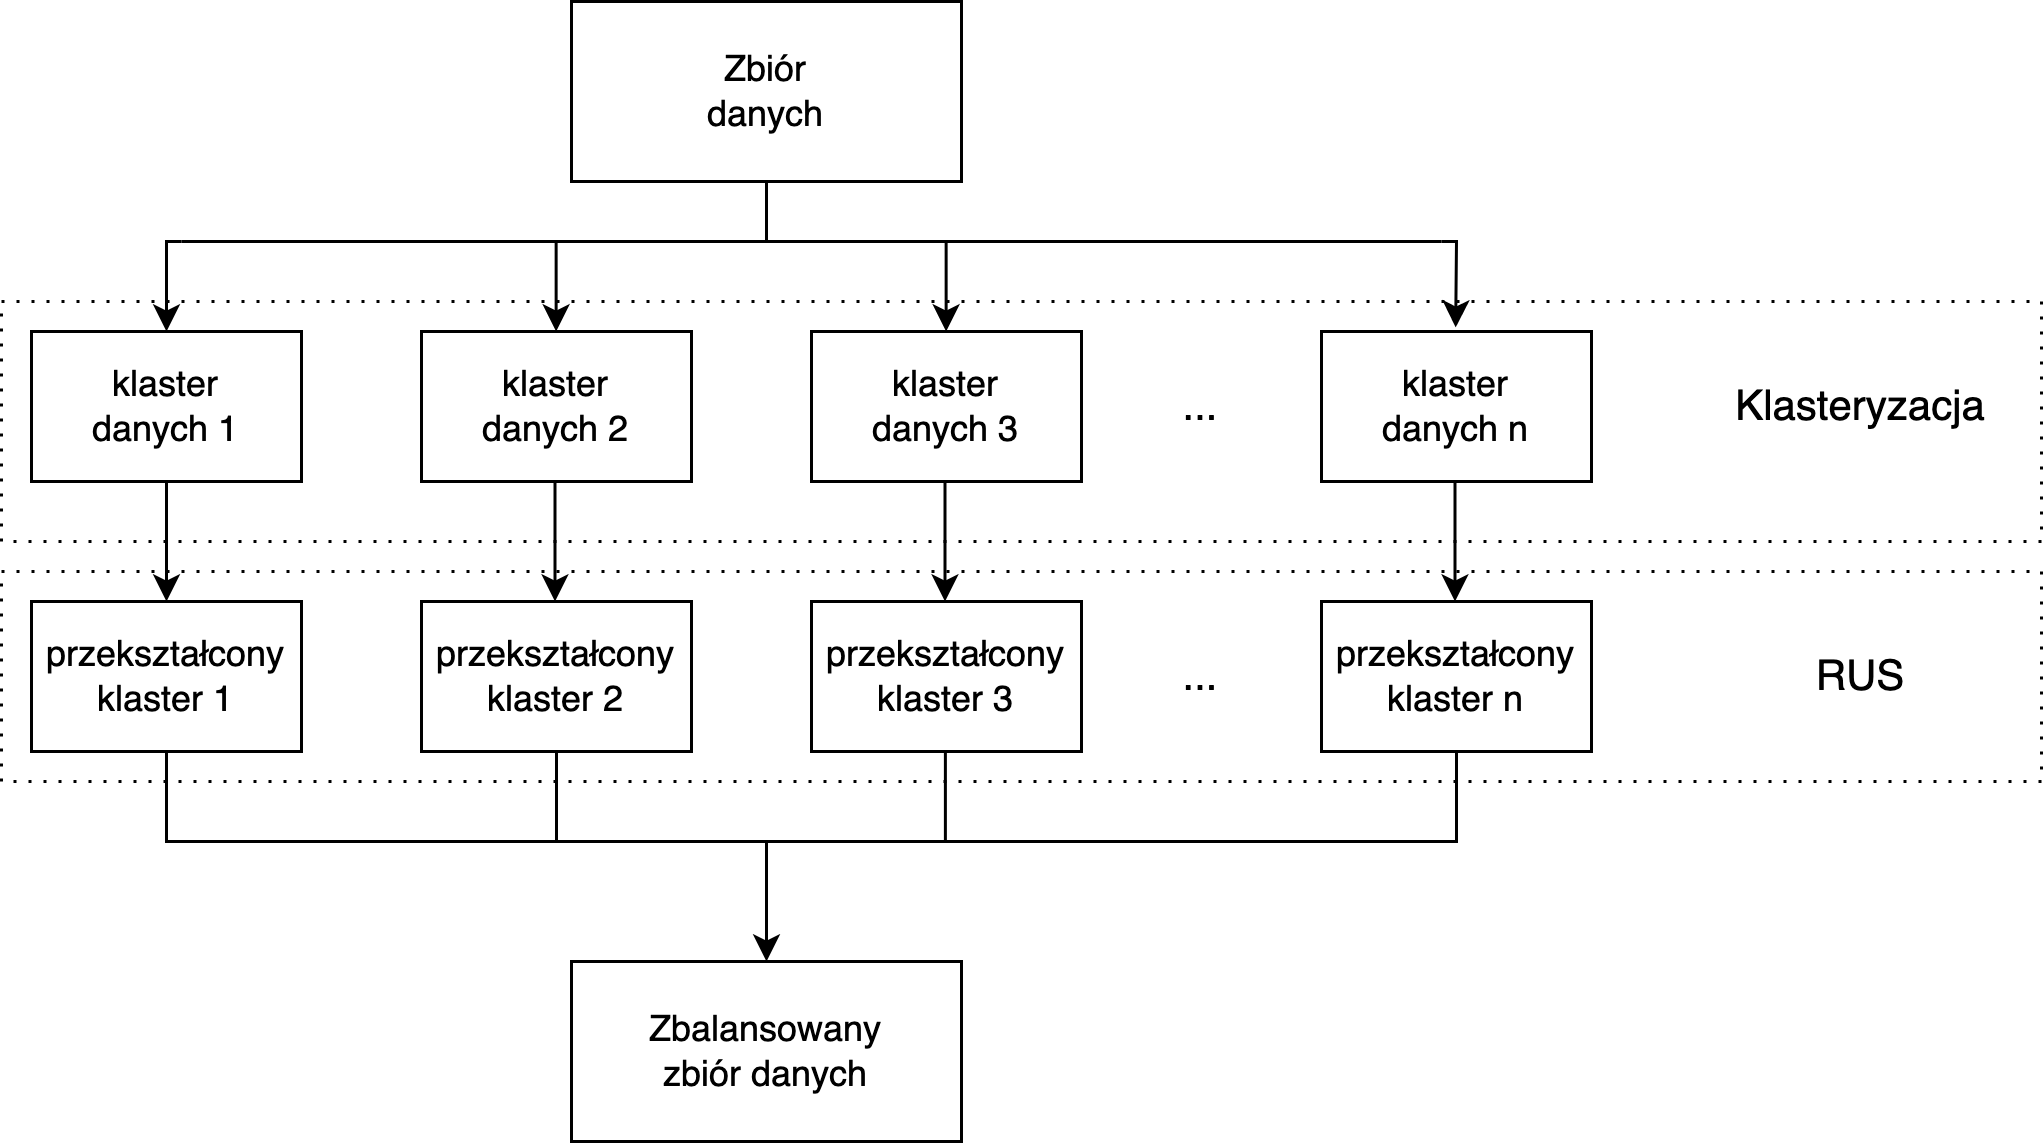 Zbiór
danych
klaster
danych 1
klaster
danych 2
klaster
danych 3
...
klaster
danych n
Klasteryzacja
przekształcony
klaster 1
przekształcony
klaster 2
przekształcony
klaster 3
...
przekształcony
klaster n
RUS
Zbalansowany
zbiór danych